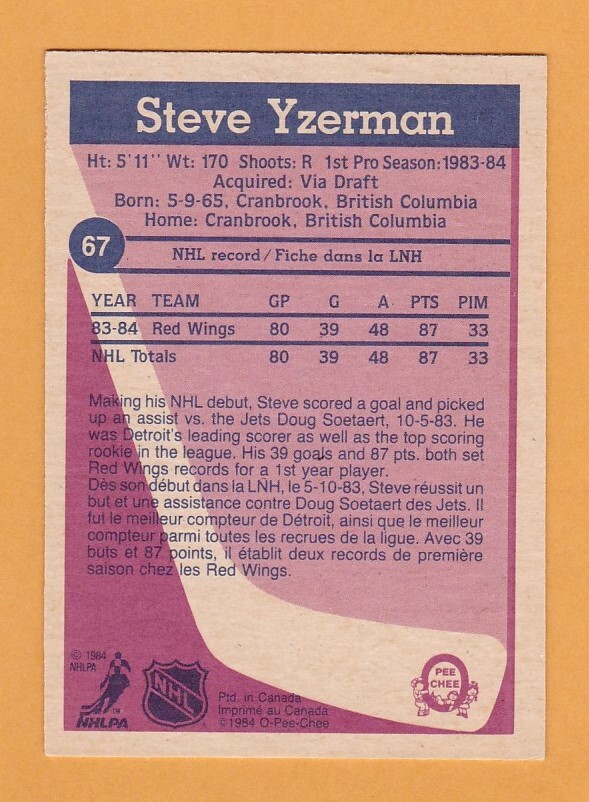 Steve Yzerman
Ht: 5'11'' Wt: 170 Shoots: R 1st Pro Season: 1983-84
Acquired: Via Draft
Born: 5-9-65, Cranbrook, British Columbia
Home: Cranbrook, British Columbia
67
NHL record/Fiche dans la LNH
YEAR TEAM GP G A PTS PIM
83-84 Red Wings 80 39 48 87 33
NHL Totals 80 39 48 87 33
Making his NHL debut, Steve scored a goal and picked
up an assist vs. the Jets Doug Soetaert, 10-5-83. He
was Detroit's leading scorer as well as the top scoring
rookie in the league. His 39 goals and 87 pts. both set
Red Wings records for a 1st year player.
Dès son début dans la LNH, le 5-10-83, Steve réussit un
but et une assistance contre Doug Soetaert des Jets. Il
ful le meilleur compteur de Détroit, ainsi que le meilleur
compteur parmi toutes les recrues de la ligue. Avec 39
buts et 87 points, il établit deux records de première
saison chez les Red Wings.
© 1984
NHLPA
NHLPA
TM
NHL
Ptd. in Canada
Imprimé au Canada
©1984 O-Pee-Chee
PEE
CHEE